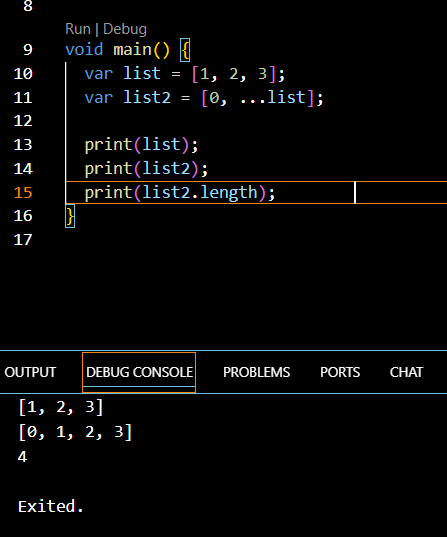 8
Run | Debug
9 void main() {
10 var list = [1, 2, 3];
11 var list2 = [0, ...list];
12
13 print(list);
14 print(list2);
15 print(list2.length);
16 }
17
OUTPUT DEBUG CONSOLE PROBLEMS PORTS CHAT
[1, 2, 3]
[0, 1, 2, 3]
4
Exited.